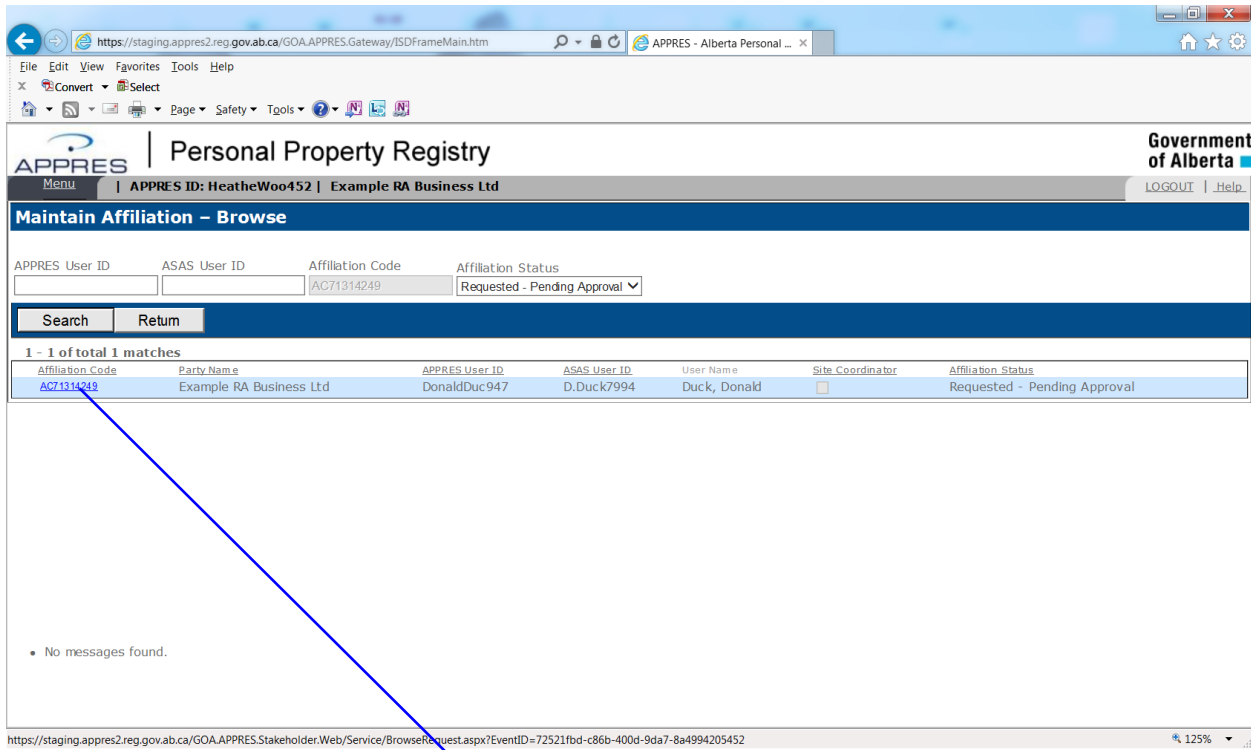 https://staging.appres2.reg.gov.ab.ca/GOA.APPRES.Gateway/ISDFrameMain.htm
APPRES - Alberta Personal ...
File Edit View Favorites Tools Help
x Convert Select
Page Safety Tools
APPRES | Personal Property Registry
Government of Alberta
Menu | APPRES ID: HeatheWoo452 | Example RA Business Ltd LOGOUT | Help
Maintain Affiliation – Browse
APPRES User ID ASAS User ID Affiliation Code Affiliation Status
AC71314249 Requested - Pending Approval
Search Return
1 - 1 of total 1 matches
Affiliation Code Party Name APPRES User ID ASAS User ID User Name Site Coordinator Affiliation Status
AC71314249 Example RA Business Ltd DonaldDuc947 D.Duck7994 Duck, Donald Requested - Pending Approval
• No messages found.
https://staging.appres2.reg.gov.ab.ca/GOA.APPRES.Stakeholder.Web/Service/BrowseRequest.aspx?EventID=72521fbd-c86b-400d-9da7-8a4994205452 125%